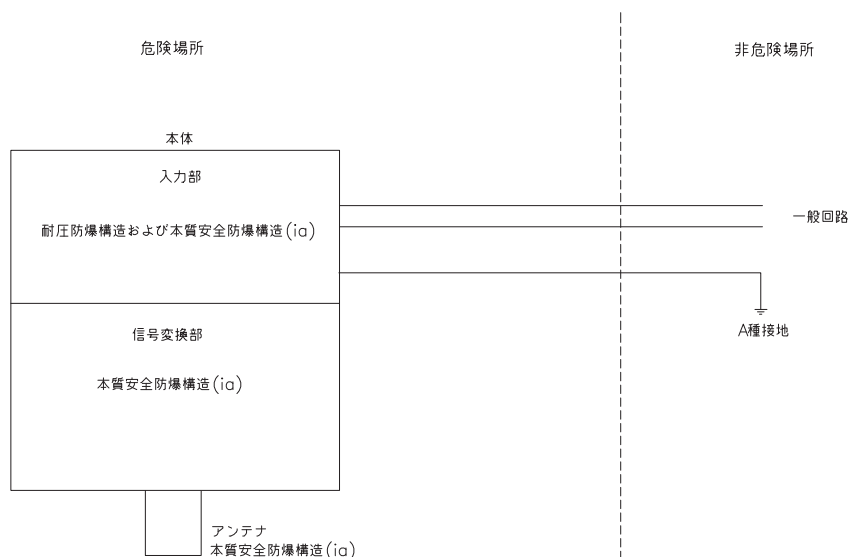 危険場所
非危険場所
本体
入力部
耐圧防爆構造および本質安全防爆構造(ia)
一般回路
A種接地
信号変換部
本質安全防爆構造(ia)
アンテナ
本質安全防爆構造(ia)